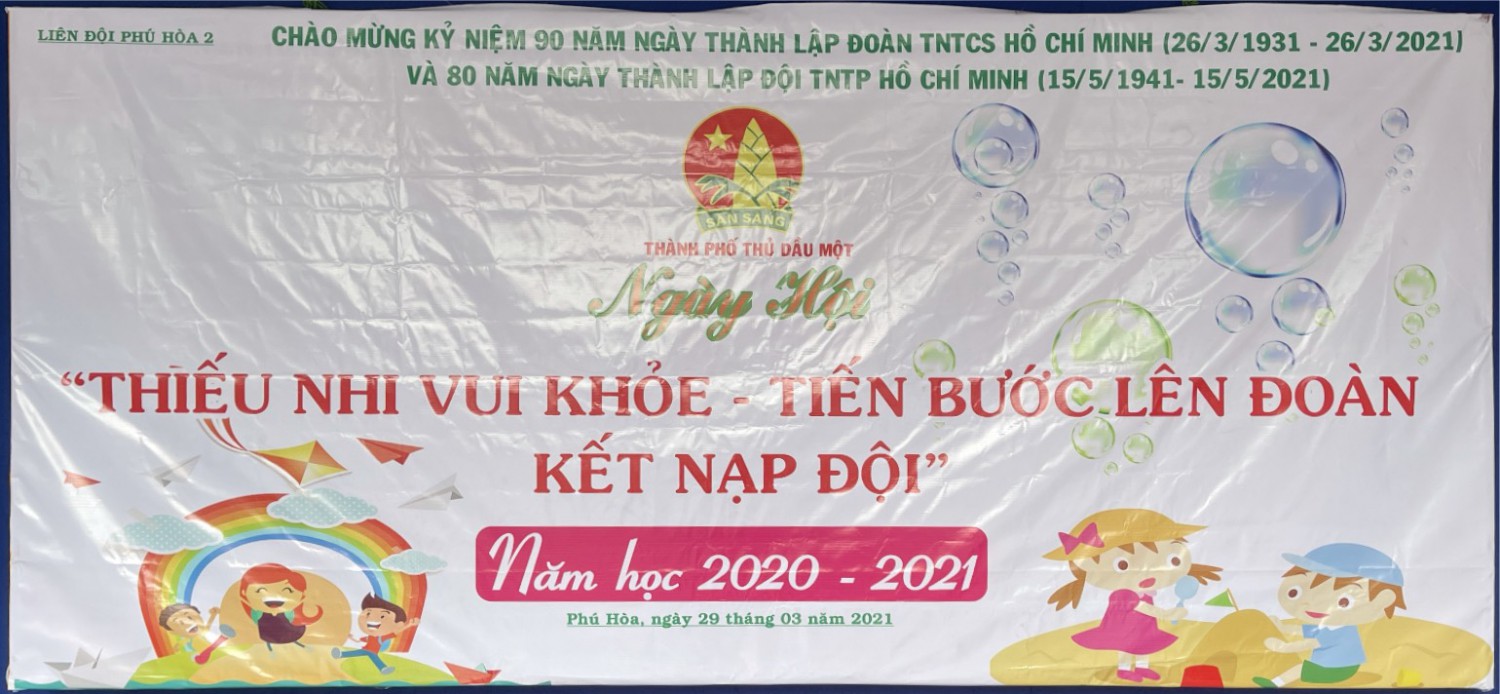 LIÊN ĐỘI PHÚ HÒA 2
CHÀO MỪNG KỶ NIỆM 90 NĂM NGÀY THÀNH LẬP ĐOÀN TNTCS HỒ CHÍ MINH (26/3/1931 - 26/3/2021)
VÀ 80 NĂM NGÀY THÀNH LẬP ĐỘI TNTP HỒ CHÍ MINH (15/5/1941- 15/5/2021)
SẴN SÀNG
THÀNH PHỐ THỦ DẦU MỘT
Ngày Hội
“THIẾU NHI VUI KHỎE - TIẾN BƯỚC LÊN ĐOÀN
KẾT NẠP ĐỘI”
Năm học 2020 - 2021
Phú Hòa, ngày 29 tháng 03 năm 2021